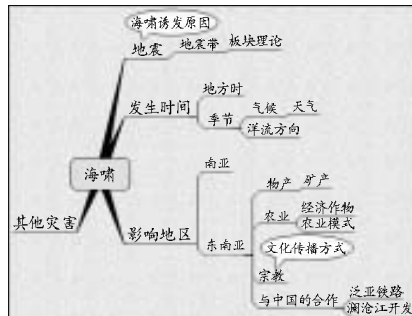 海啸诱发原因
地震
地震带
板块理论
发生时间
地方时
季节
气候
天气
洋流方向
海啸
其他灾害
影响地区
南亚
东南亚
物产
矿产
农业
经济作物
农业模式
文化传播方式
宗教
与中国的合作
泛亚铁路
澜沧江开发